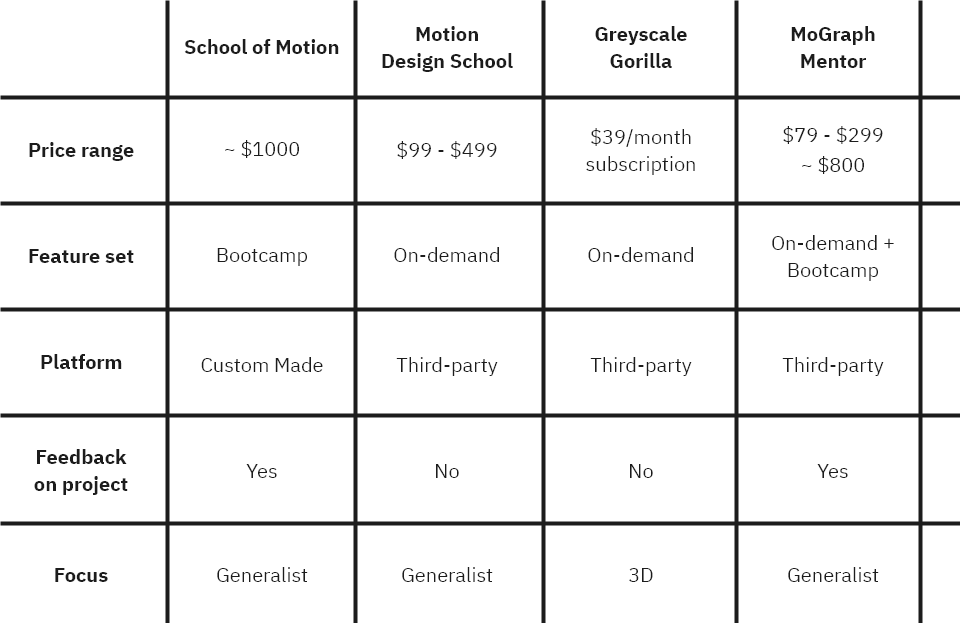 School of Motion
Motion
Design School
Greyscale
Gorilla
MoGraph
Mentor
Price range
~ $1000
$99 - $499
$39/month
subscription
$79 - $299
~ $800
Feature set
Bootcamp
On-demand
On-demand
On-demand +
Bootcamp
Platform
Custom Made
Third-party
Third-party
Third-party
Feedback
on project
Yes
No
No
Yes
Focus
Generalist
Generalist
3D
Generalist